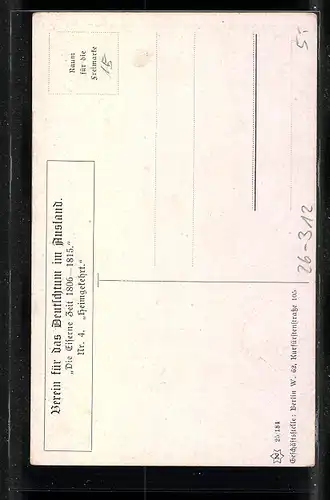 Verein für das Deutschtum im Ausland.
„Die Eiserne Zeit 1806—1815."
Nr. 4. „Heimgekehrt."
Raum
für die
Freimarke
15
5-
26-312
20 184
Geschäftsstelle: Berlin W. 62, Kurfürstenstraße 105